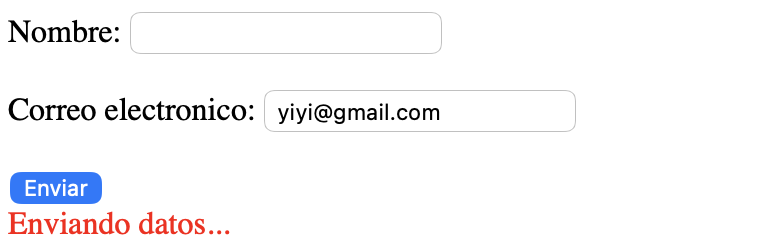 Nombre:
Correo electronico: yiyi@gmail.com
Enviar
Enviando datos...